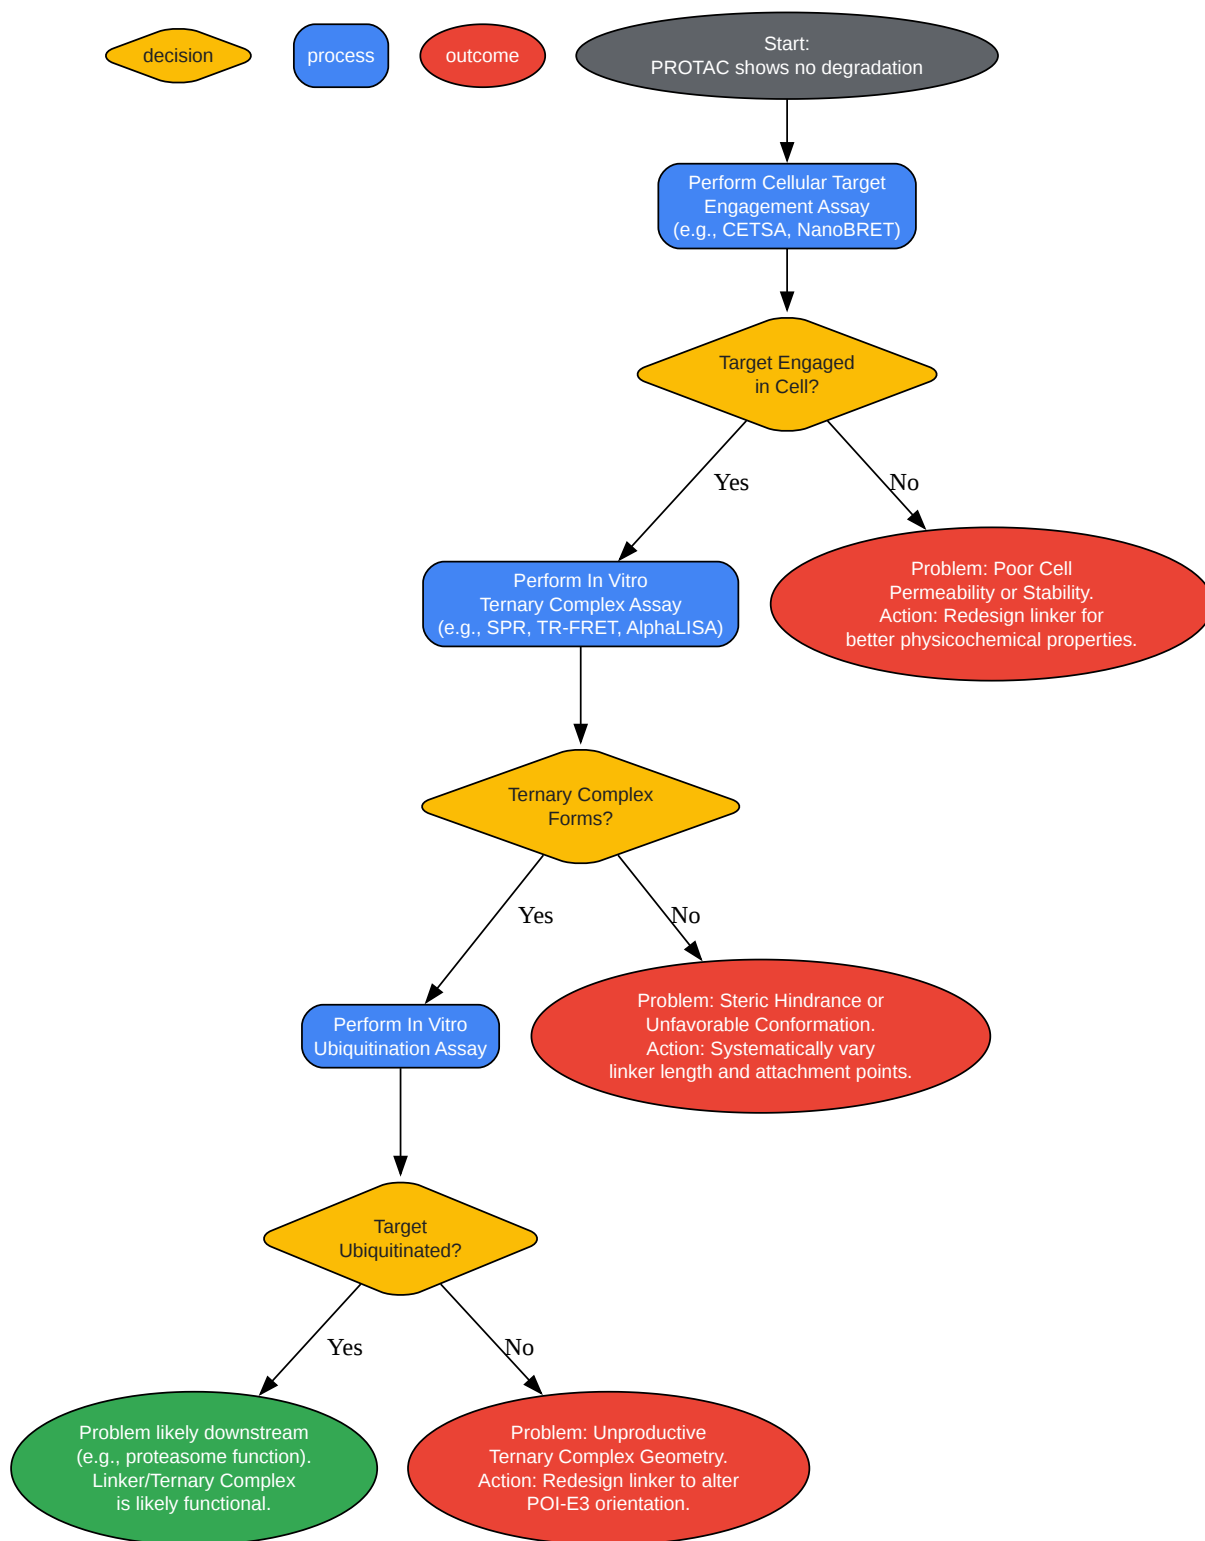 decision
process
outcome
Start:
PROTAC shows no degradation
Perform Cellular Target
Engagement Assay
(e.g., CETSA, NanoBRET)
Target Engaged
in Cell?
Yes
No
Perform In Vitro
Ternary Complex Assay
(e.g., SPR, TR-FRET, AlphaLISA)
Problem: Poor Cell
Permeability or Stability.
Action: Redesign linker for
better physicochemical properties.
Ternary Complex
Forms?
Yes
No
Perform In Vitro
Ubiquitination Assay
Problem: Steric Hindrance or
Unfavorable Conformation.
Action: Systematically vary
linker length and attachment points.
Target
Ubiquitinated?
Yes
No
Problem likely downstream
(e.g., proteasome function).
Linker/Ternary Complex
is likely functional.
Problem: Unproductive
Ternary Complex Geometry.
Action: Redesign linker to alter
POI-E3 orientation.